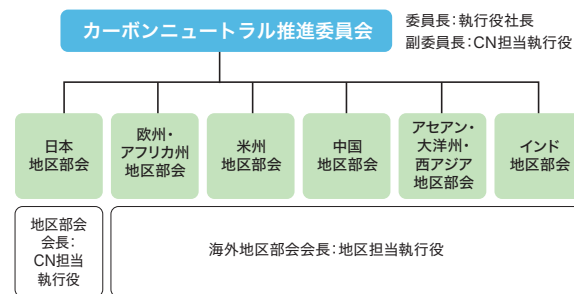 カーボンニュートラル推進委員会
委員長：執行役社長
副委員長：CN担当執行役
日本
地区部会
欧州・
アフリカ州
地区部会
米州
地区部会
中国
地区部会
アセアン・
大洋州・
西アジア
地区部会
インド
地区部会
地区部会
会長：
CN担当
執行役
海外地区部会会長：地区担当執行役